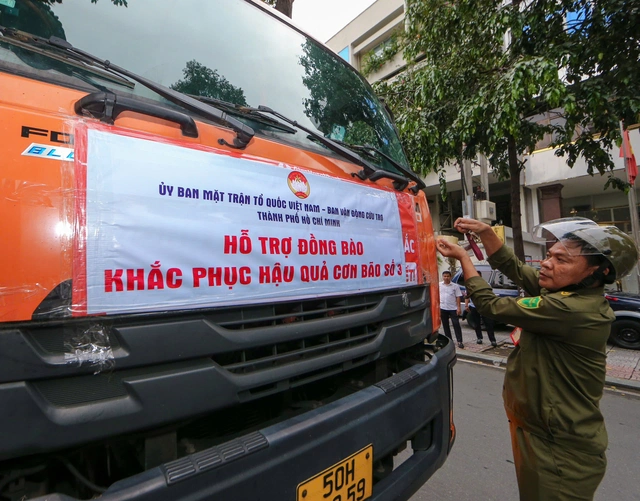 ỦY BAN MẶT TRẬN TỔ QUỐC VIỆT NAM - BAN VẬN ĐỘNG CỨU TRỢ
THÀNH PHỐ HỒ CHÍ MINH
HỖ TRỢ ĐỒNG BÀO
KHẮC PHỤC HẬU QUẢ CƠN BÃO SỐ 3
50H